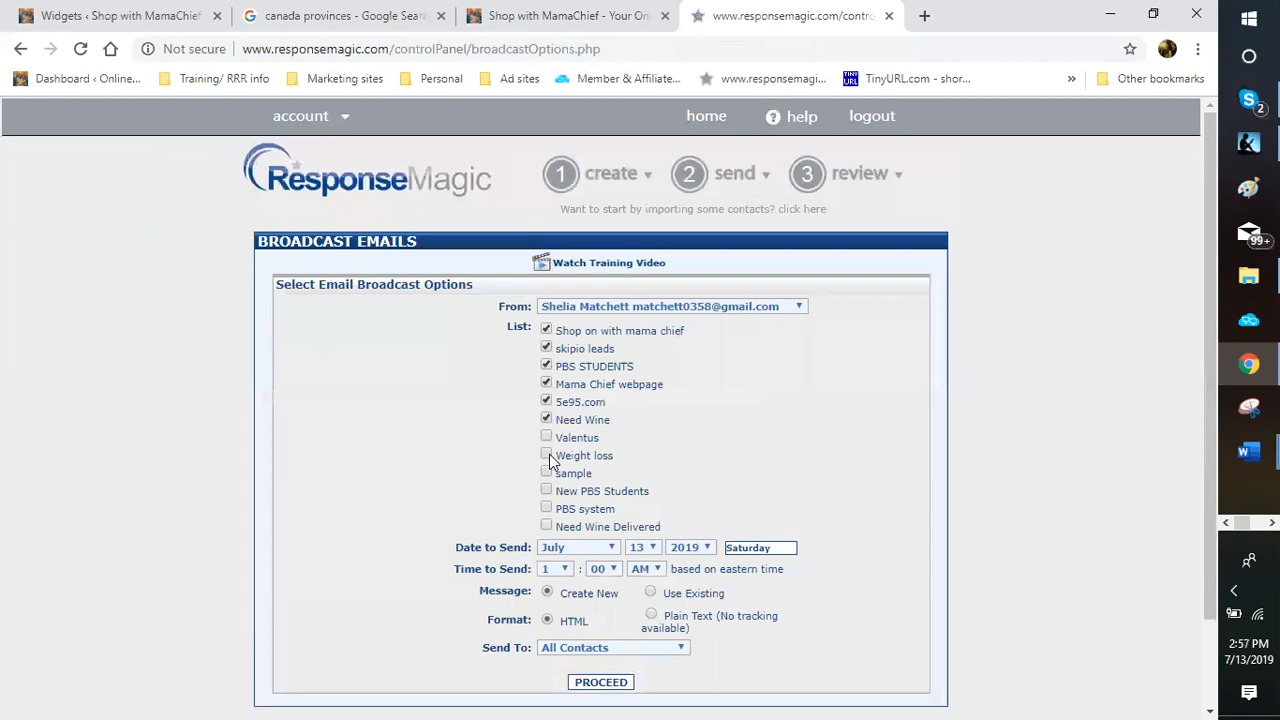 Widgets ‹ Shop with MamaChief
canada provinces - Google Sear
Shop with MamaChief - Your On
www.responsemagic.com/contro
Not secure
www.responsemagic.com/controlPanel/broadcastOptions.php
Dashboard ‹ Online...
Training/ RRR info
Marketing sites
Personal
Ad sites
Member & Affiliate...
www.responsemagi...
TINY URL
TinyURL.com - shor...
»
Other bookmarks
account
home
? help
logout
ResponseMagic
1 create
2 send
3 review
Want to start by importing some contacts? click here
BROADCAST EMAILS
Watch Training Video
Select Email Broadcast Options
From: Shelia Matchett matchett0358@gmail.com
List: Shop on with mama chief
skipio leads
PBS STUDENTS
Mama Chief webpage
5e95.com
Need Wine
Valentus
Weight loss
sample
New PBS Students
PBS system
Need Wine Delivered
Date to Send: July 13 2019 Saturday
Time to Send: 1 : 00 AM based on eastern time
Message: Create New Use Existing
Format: HTML Plain Text (No tracking
available)
Send To: All Contacts
PROCEED
2
99+
2:57 PM
7/13/2019